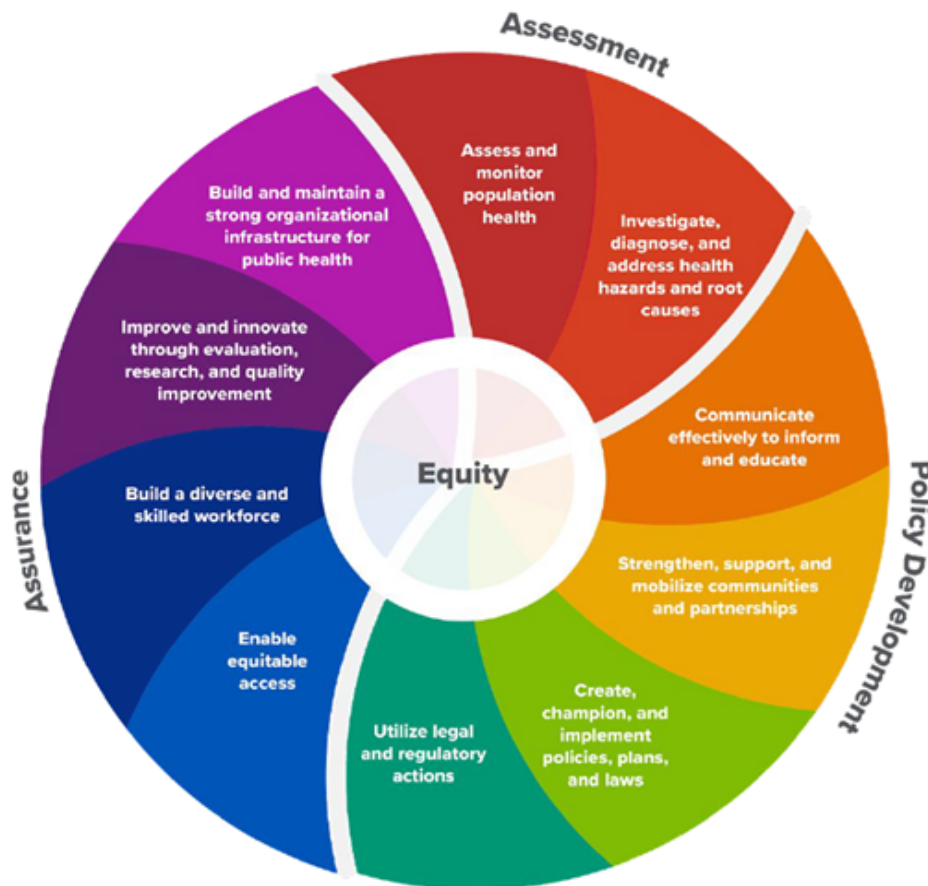 Assessment
Assess and
monitor
population
health
Investigate,
diagnose, and
address health
hazards and root
causes
Policy Development
Communicate
effectively to inform
and educate
Strengthen, support, and
mobilize communities
and partnerships
Create,
champion, and
implement
policies, plans,
and laws
Utilize legal
and regulatory
actions
Assurance
Enable
equitable
access
Build a diverse and
skilled workforce
Improve and innovate
through evaluation,
research, and quality
improvement
Build and maintain a
strong organizational
infrastructure for
public health
Equity